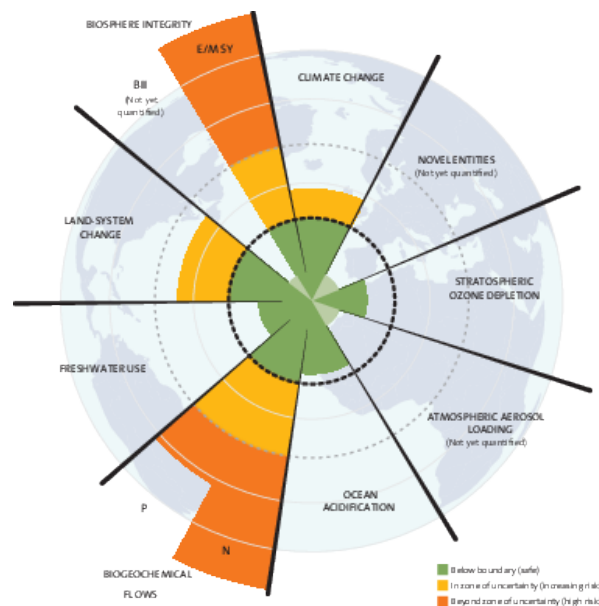 BIOSPHERE INTEGRITY
E/MSY
CLIMATE CHANGE
BII
(Not yet
quantified)
NOVEL ENTITIES
(Not yet quantified)
LAND-SYSTEM
CHANGE
STRATOSPHERIC
OZONE DEPLETION
FRESHWATER USE
ATMOSPHERIC AEROSOL
LOADING
(Not yet quantified)
OCEAN
ACIDIFICATION
P
N
BIOGEOCHEMICAL
FLOWS
Below boundary (safe)
In zone of uncertainty (increasing risk
Beyond zone of uncertainty (high risk